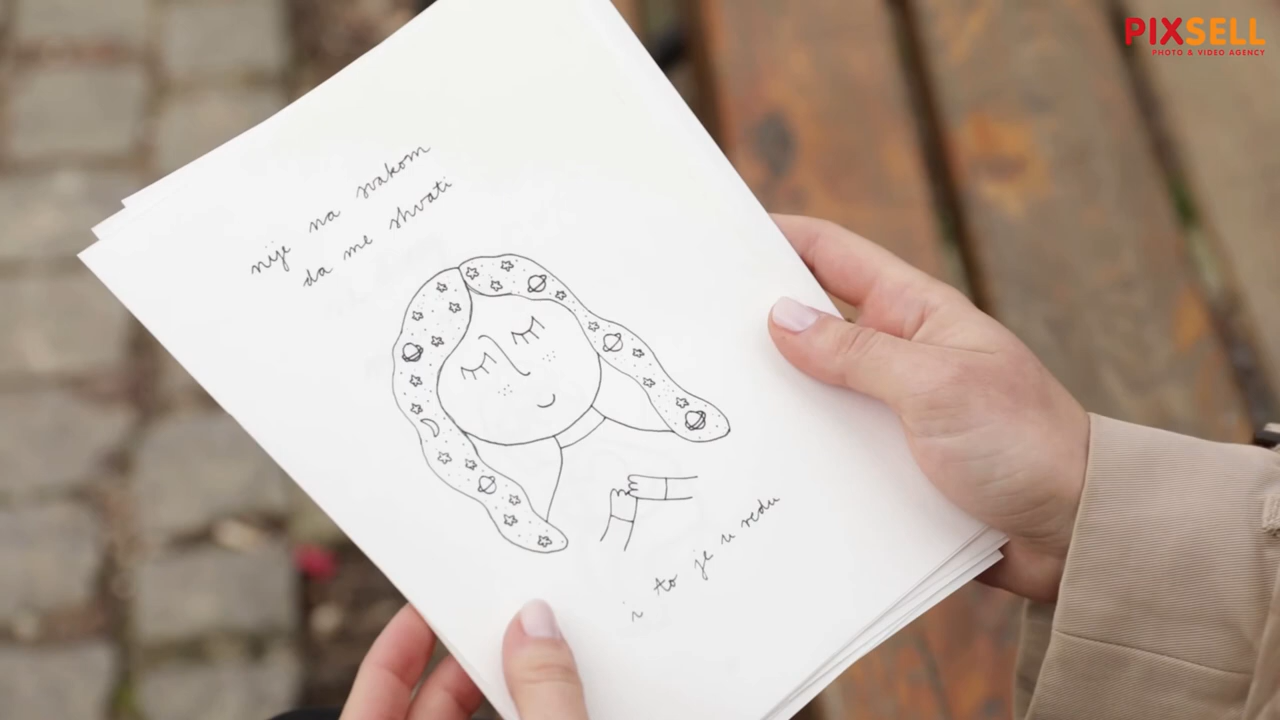 PIXSELL
PHOTO & VIDEO AGENCY
nije na svakom
da me shvati
i to je u redu